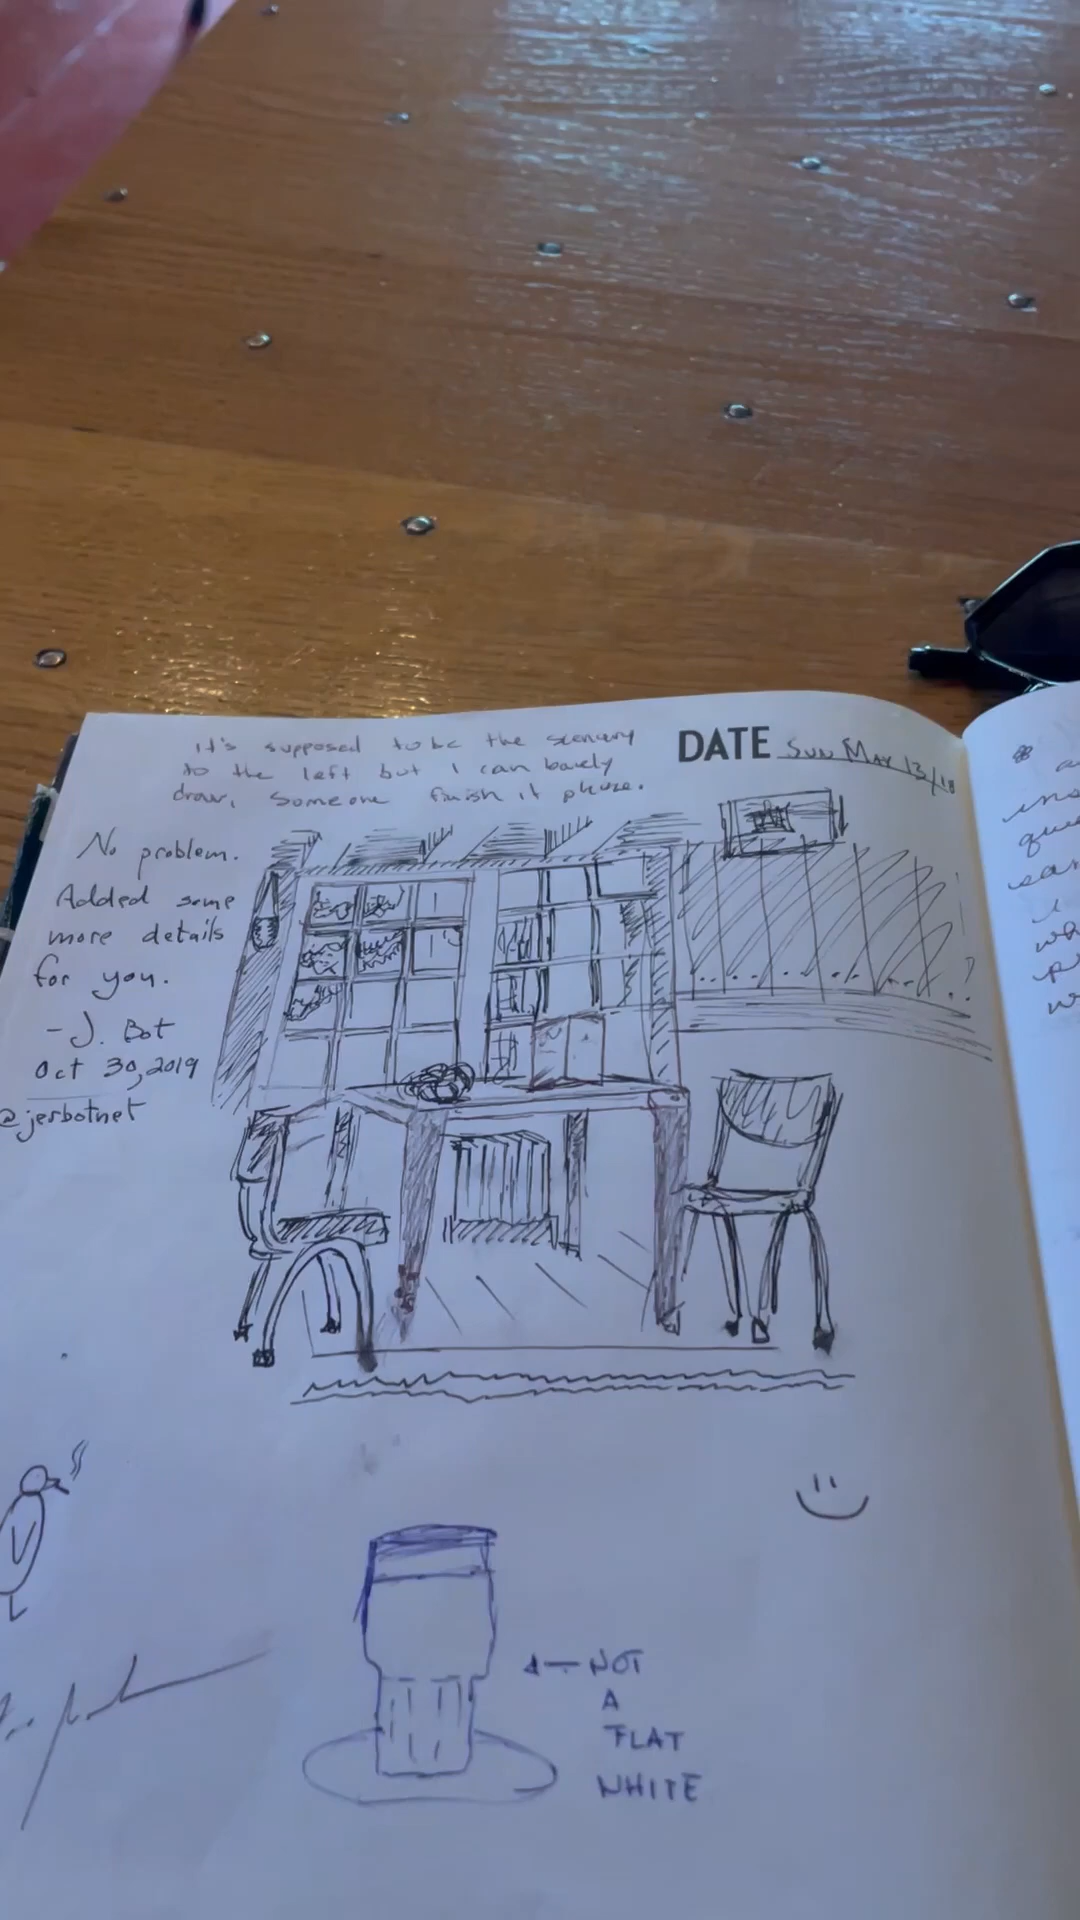 It's supposed to be the scenery
to the left but I can barely
draw, someone finish it please.
DATE SUN MAY 13/18
No problem.
Added some
more details
for you.
- J. Bot
Oct 30, 2019
@jerbotnet
NOT
A
FLAT
WHITE